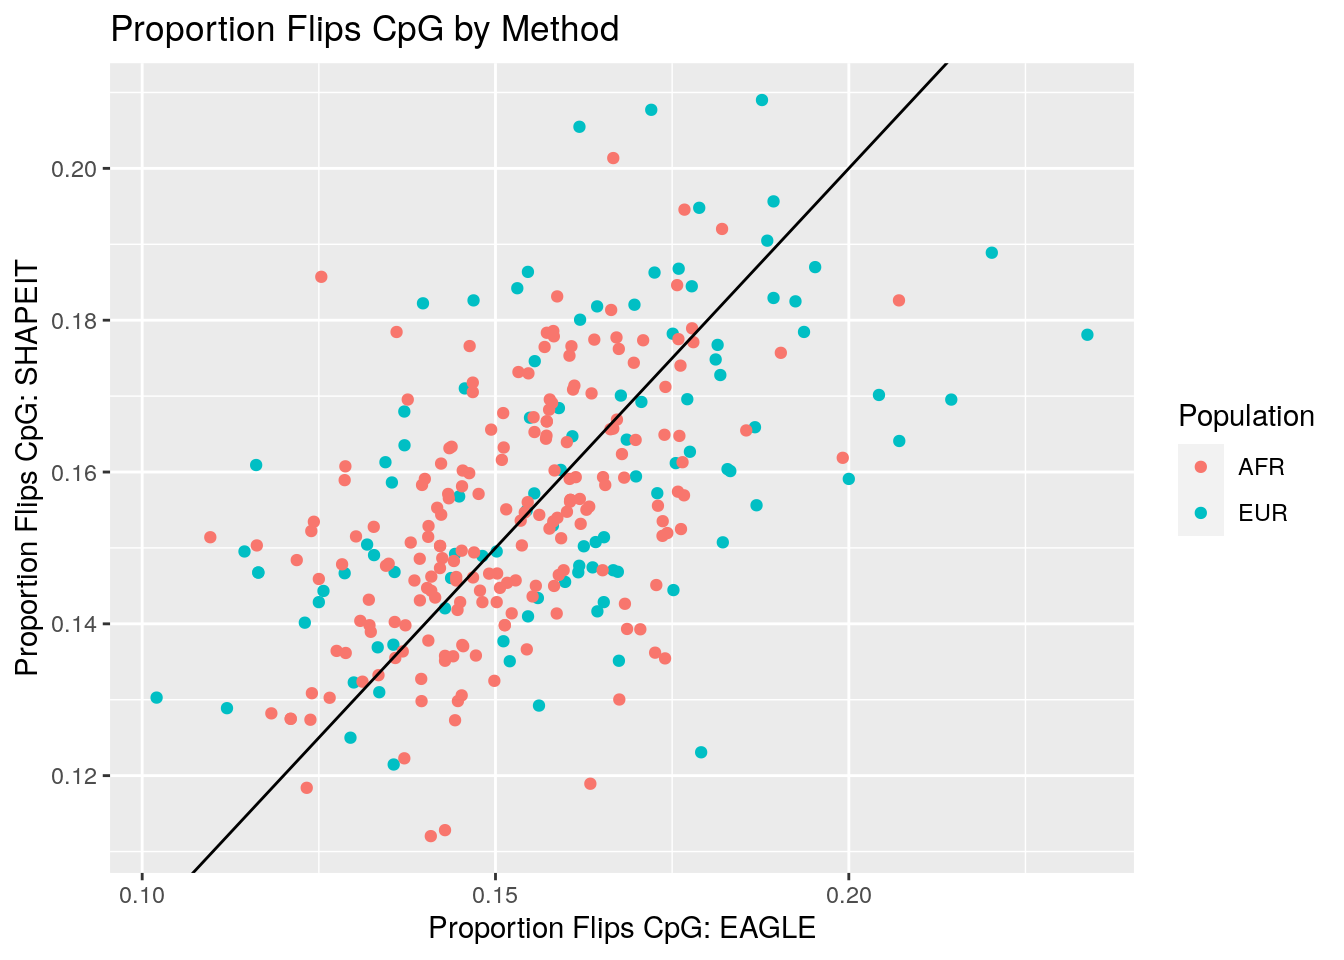 Proportion Flips CpG by Method
Proportion Flips CpG: SHAPEIT
0.20
0.18
0.16
0.14
0.12
0.10
0.15
0.20
Proportion Flips CpG: EAGLE
Population
AFR
EUR